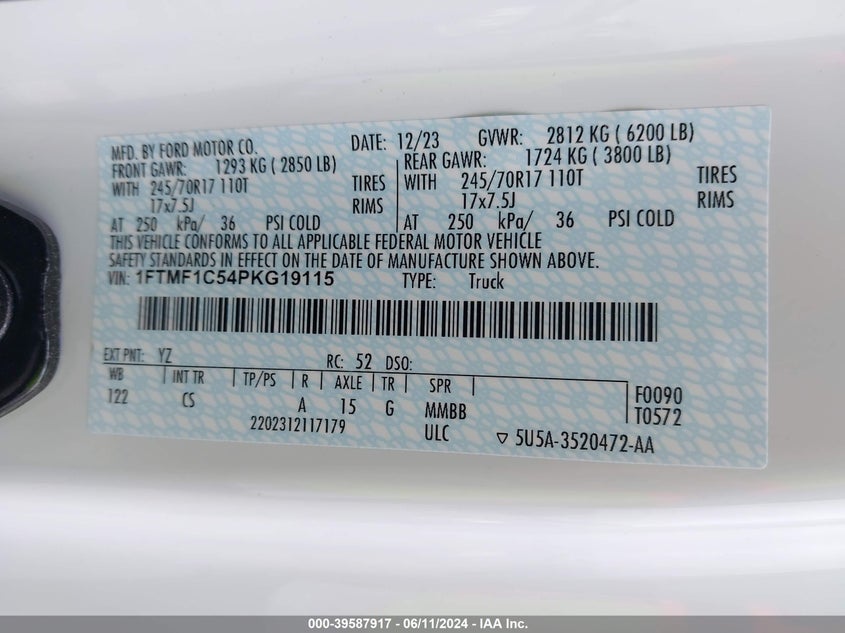 MFD. BY FORD MOTOR CO. DATE: 12/23 GVWR: 2812 KG ( 6200 LB)
FRONT GAWR: 1293 KG ( 2850 LB) REAR GAWR: 1724 KG ( 3800 LB)
WITH 245/70R17 110T TIRES WITH 245/70R17 110T TIRES
17x7.5J RIMS 17x7.5J RIMS
AT 250 kPa/ 36 PSI COLD AT 250 kPa/ 36 PSI COLD
THIS VEHICLE CONFORMS TO ALL APPLICABLE FEDERAL MOTOR VEHICLE
SAFETY STANDARDS IN EFFECT ON THE DATE OF MANUFACTURE SHOWN ABOVE.
VIN: 1FTMF1C54PKG19115 TYPE: Truck
EXT PNT: YZ RC: 52 DSO:
WB INT TR TP/PS R AXLE TR SPR F0090
122 CS A 15 G MMBB T0572
2202312117179 ULC ▽ 5U5A-3520472-AA
000-39587917 - 06/11/2024 - IAA Inc.